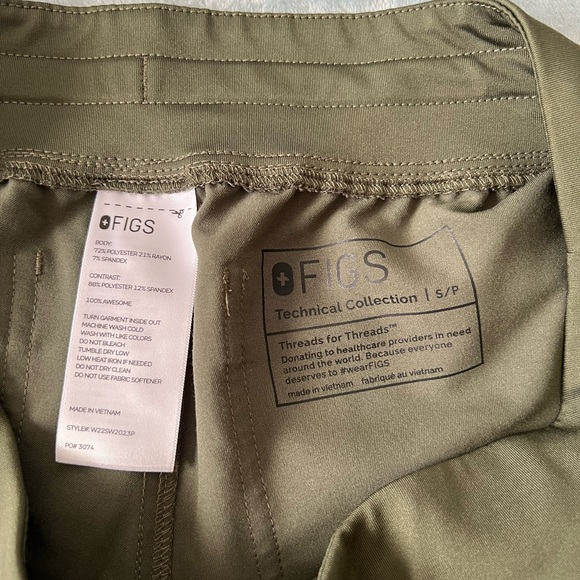 FIGS
BODY:
72% POLYESTER 21% RAYON
7% SPANDEX
CONTRAST:
88% POLYESTER 12% SPANDEX
100% AWESOME
TURN GARMENT INSIDE OUT
MACHINE WASH COLD
WASH WITH LIKE COLORS
DO NOT BLEACH
TUMBLE DRY LOW
LOW HEAT IRON IF NEEDED
DO NOT DRY CLEAN
DO NOT USE FABRIC SOFTENER
MADE IN VIETNAM
STYLE#: W22SW2023P
PO# 3074
FIGS
Technical Collection | S/P
Threads for Threads™
Donating to healthcare providers in need
around the world. Because everyone
deserves to #wearFIGS
made in vietnam fabriqué au vietnam